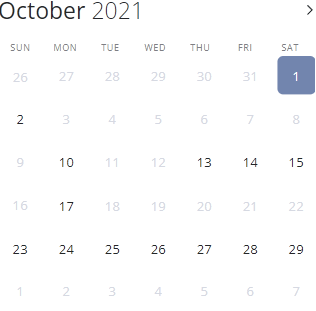 October 2021 >
SUN MON TUE WED THU FRI SAT
26 27 28 29 30 31 1
2 3 4 5 6 7 8
9 10 11 12 13 14 15
16 17 18 19 20 21 22
23 24 25 26 27 28 29
1 2 3 4 5 6 7